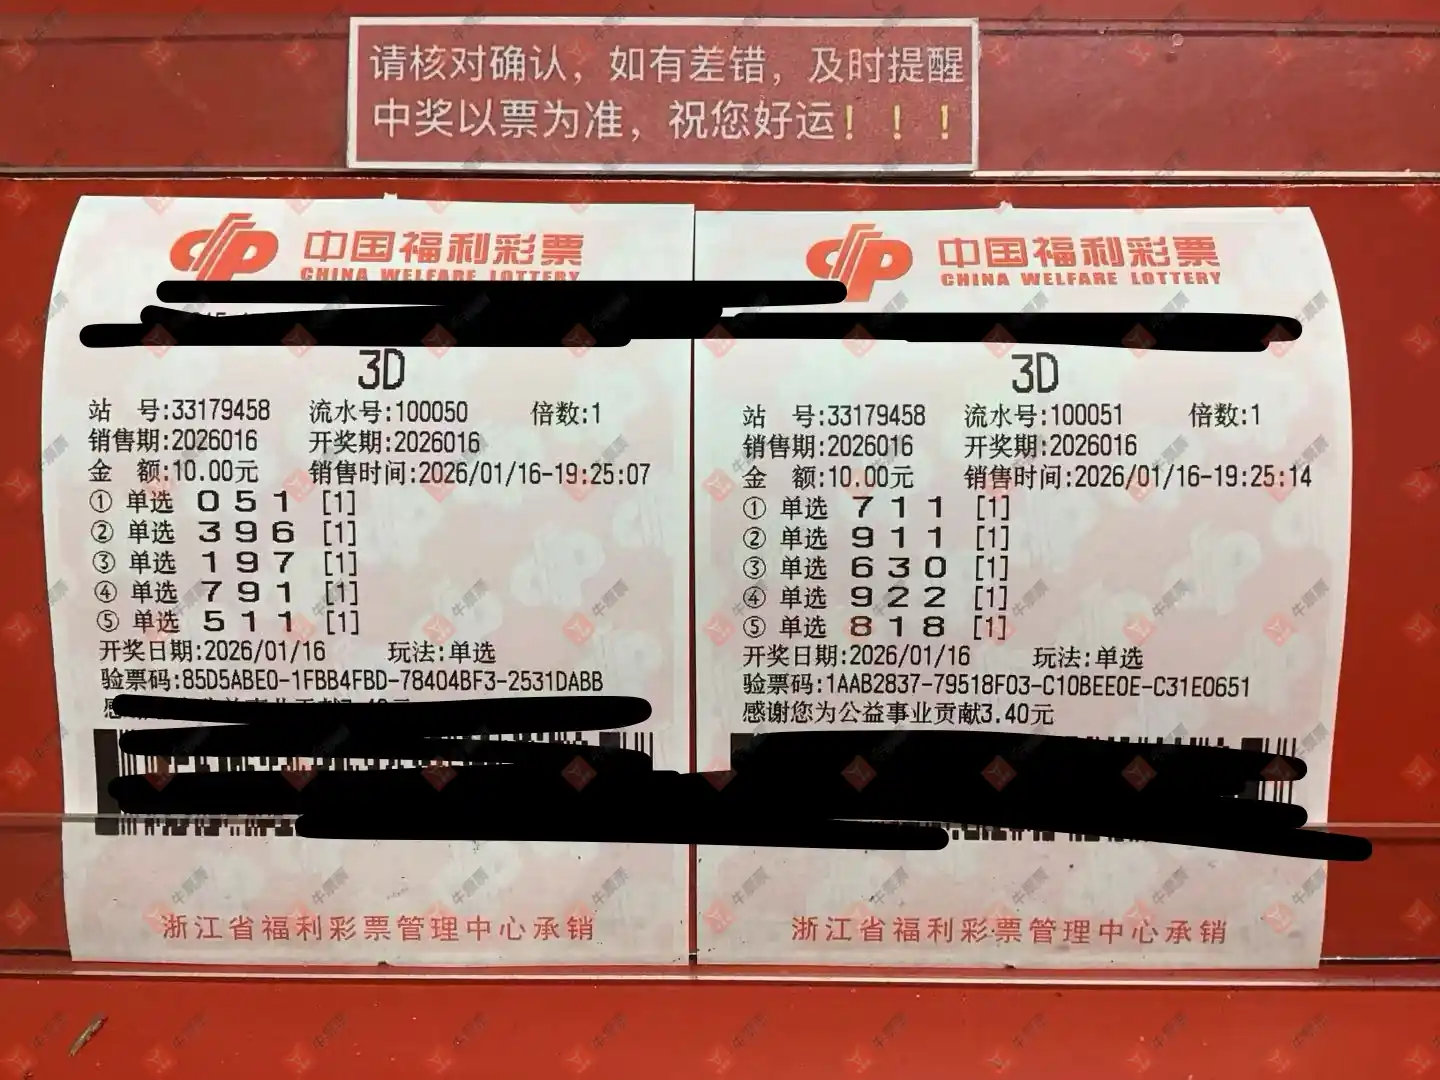 请核对确认，如有差错，及时提醒
中奖以票为准，祝您好运！！！
中国福利彩票
CHINA WELFARE LOTTERY
3D
站 号:33179458 流水号:100050 倍数:1
销售期:2026016 开奖期:2026016
金 额:10.00元 销售时间:2026/01/16-19:25:07
① 单选 0 5 1 [1]
② 单选 3 9 6 [1]
③ 单选 1 9 7 [1]
④ 单选 7 9 1 [1]
⑤ 单选 5 1 1 [1]
开奖日期:2026/01/16 玩法:单选
验票码:85D5ABE0-1FBB4FBD-78404BF3-2531DABB
浙江省福利彩票管理中心承销
中国福利彩票
CHINA WELFARE LOTTERY
3D
站 号:33179458 流水号:100051 倍数:1
销售期:2026016 开奖期:2026016
金 额:10.00元 销售时间:2026/01/16-19:25:14
① 单选 7 1 1 [1]
② 单选 9 1 1 [1]
③ 单选 6 3 0 [1]
④ 单选 9 2 2 [1]
⑤ 单选 8 1 8 [1]
开奖日期:2026/01/16 玩法:单选
验票码:1AAB2837-79518F03-C10BEE0E-C31E0651
感谢您为公益事业贡献3.40元
浙江省福利彩票管理中心承销